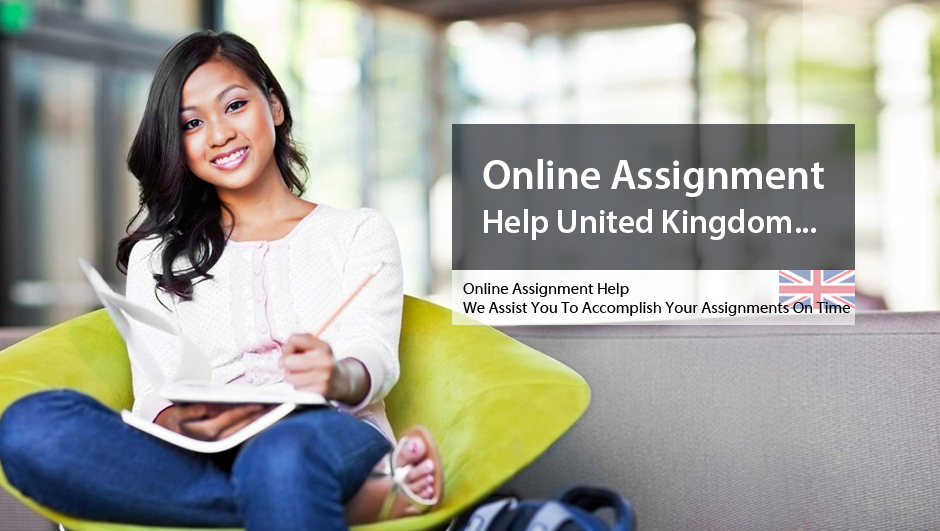 Online Assignment
Help United Kingdom...
Online Assignment Help
We Assist You To Accomplish Your Assignments On Time